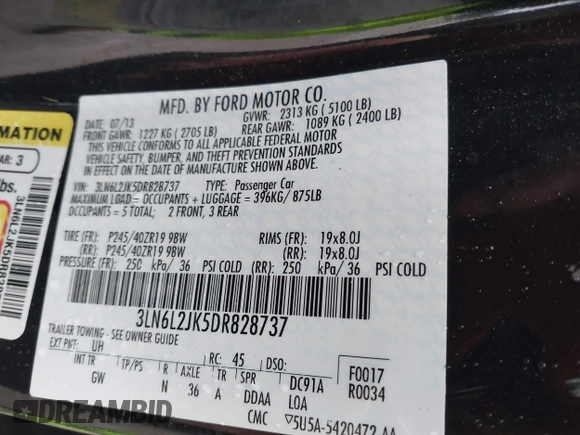 MFD. BY FORD MOTOR CO.
DATE: 07/13 GVWR: 2313 KG ( 5100 LB)
FRONT GAWR: 1227 KG ( 2705 LB) REAR GAWR: 1089 KG ( 2400 LB)
THIS VEHICLE CONFORMS TO ALL APPLICABLE FEDERAL MOTOR
VEHICLE SAFETY, BUMPER, AND THEFT PREVENTION STANDARDS
IN EFFECT ON THE DATE OF MANUFACTURE SHOWN ABOVE.
VIN: 3LN6L2JK5DR828737 TYPE: Passenger Car
MAXIMUM LOAD = OCCUPANTS + LUGGAGE = 396KG/ 875LB
OCCUPANTS = 5 TOTAL: 2 FRONT, 3 REAR
TIRE (FR): P245/40ZR19 98W RIMS (FR): 19x8.0J
(RR): P245/40ZR19 98W (RR): 19x8.0J
PRESSURE (FR): 250 kPa/ 36 PSI COLD (RR): 250 kPa/ 36 PSI COLD
3LN6L2JK5DR828737
TRAILER TOWING - SEE OWNER GUIDE
EXT PNT: UH RC: 45 DSO: F0017
INT TR TP/PS R AXLE TR SPR DC91A R0034
GW N 36 A DDAA LOA
CMC ▽5U5A-5420472 AA
RMATION
AR: 3
lbs.
3LN6L2JK5DR828
DREAMBID